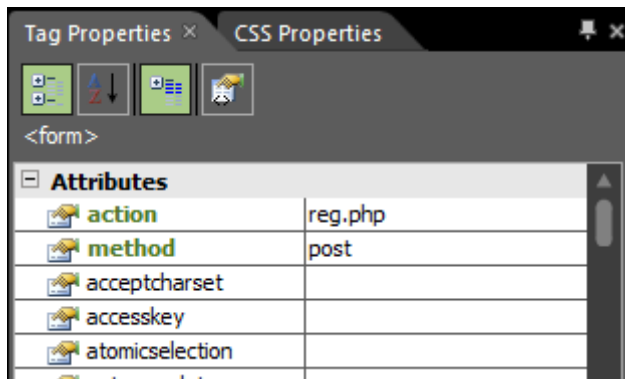 Tag Properties × CSS Properties
<form>
Attributes
action reg.php
method post
acceptcharset
accesskey
atomicselection